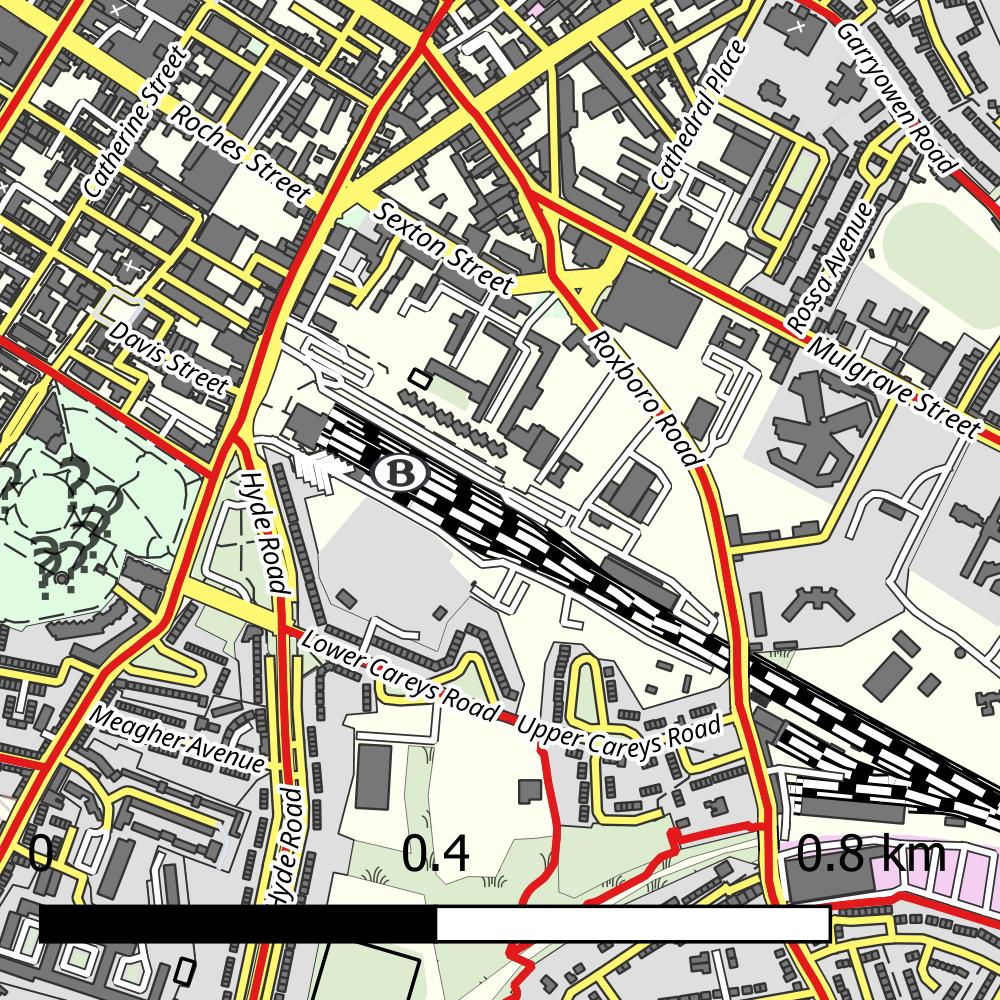 Garryowen Road
Catherine Street
Cathedral Place
Roches Street
Sexton Street
Rossa Avenue
Davis Street
Roxboro Road
Mulgrave Street
B
Hyde Road
? ? ? ? ? ?
Lower Careys Road
Upper Careys Road
Meagher Avenue
Hyde Road
0 0.4 0.8 km